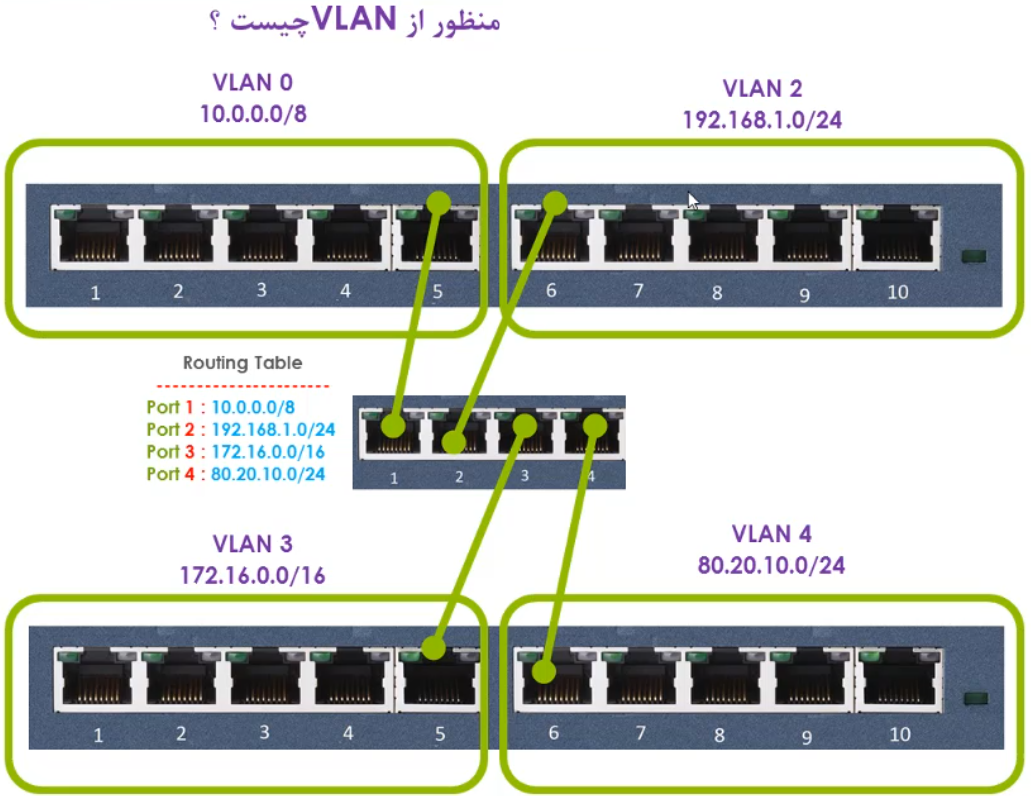 منظور از VLAN چیست ؟
VLAN 0
10.0.0.0/8
VLAN 2
192.168.1.0/24
1 2 3 4 5 6 7 8 9 10
Routing Table
Port 1 : 10.0.0.0/8
Port 2 : 192.168.1.0/24
Port 3 : 172.16.0.0/16
Port 4 : 80.20.10.0/24
1 2 3 4
VLAN 3
172.16.0.0/16
VLAN 4
80.20.10.0/24
1 2 3 4 5 6 7 8 9 10